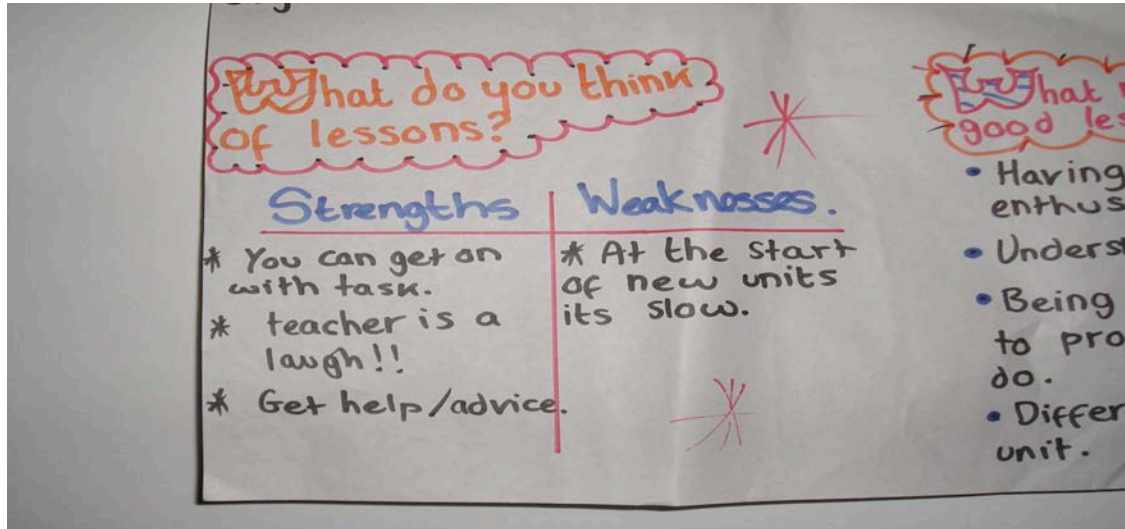 What do you think
of lessons?
Strengths
Weaknosses.
* You can get on
with task.
* teacher is a
laugh!!
* Get help/advice.
* At the start
of new units
its slow.
What
good les
• Having
enthus
• Underst
• Being
to pro
do.
• Differ
unit.